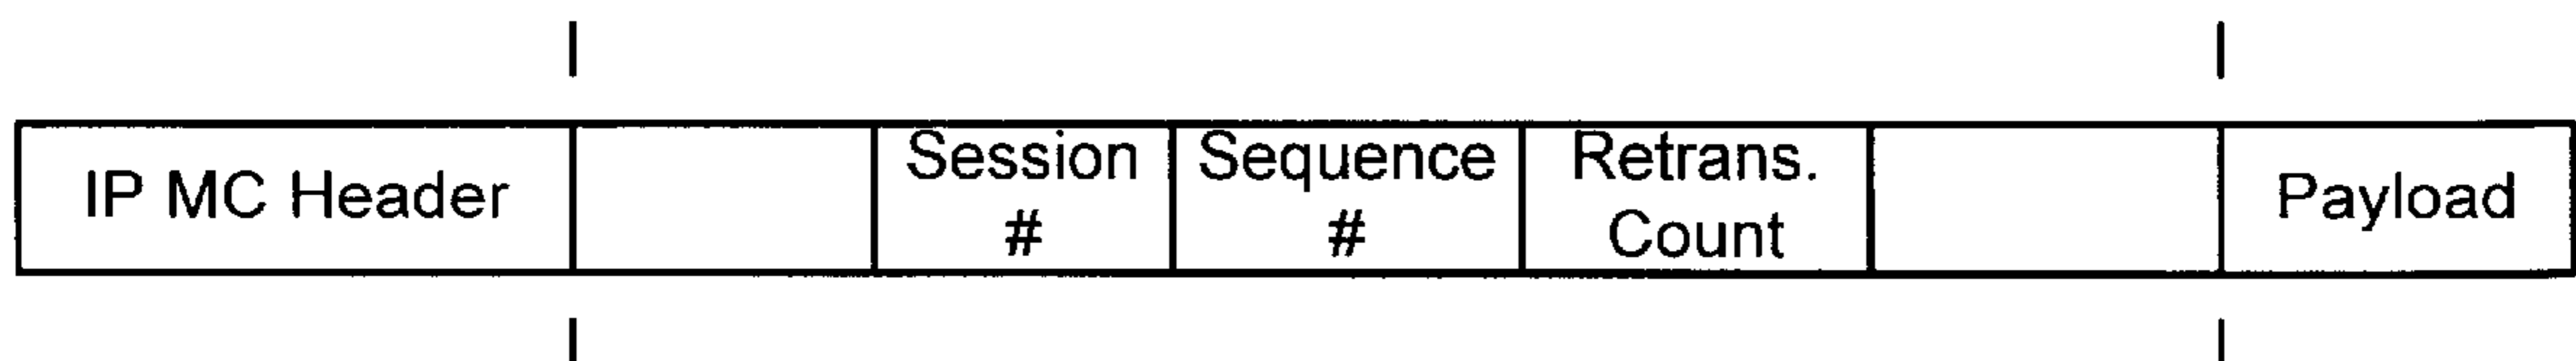 IP MC Header
Session
#
Sequence
#
Retrans.
Count
Payload